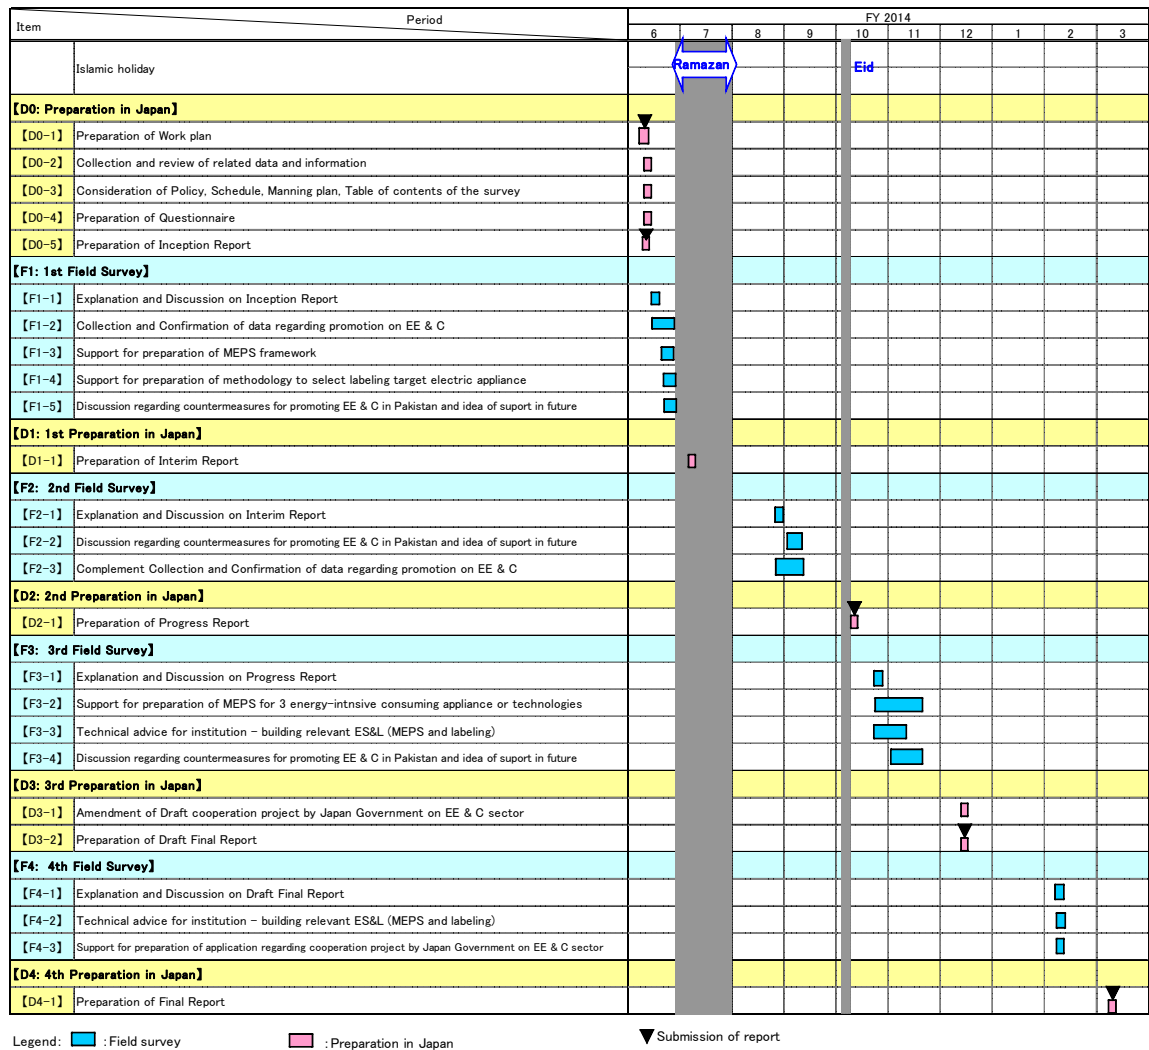 Period
Item
FY 2014
6 7 8 9 10 11 12 1 2 3
Islamic holiday
Ramazan
Eid
【D0: Preparation in Japan】
【D0-1】 Preparation of Work plan
【D0-2】 Collection and review of related data and information
【D0-3】 Consideration of Policy, Schedule, Manning plan, Table of contents of the survey
【D0-4】 Preparation of Questionnaire
【D0-5】 Preparation of Inception Report
【F1: 1st Field Survey】
【F1-1】 Explanation and Discussion on Inception Report
【F1-2】 Collection and Confirmation of data regarding promotion on EE & C
【F1-3】 Support for preparation of MEPS framework
【F1-4】 Support for preparation of methodology to select labeling target electric appliance
【F1-5】 Discussion regarding countermeasures for promoting EE & C in Pakistan and idea of suport in future
【D1: 1st Preparation in Japan】
【D1-1】 Preparation of Interim Report
【F2: 2nd Field Survey】
【F2-1】 Explanation and Discussion on Interim Report
【F2-2】 Discussion regarding countermeasures for promoting EE & C in Pakistan and idea of suport in future
【F2-3】 Complement Collection and Confirmation of data regarding promotion on EE & C
【D2: 2nd Preparation in Japan】
【D2-1】 Preparation of Progress Report
【F3: 3rd Field Survey】
【F3-1】 Explanation and Discussion on Progress Report
【F3-2】 Support for preparation of MEPS for 3 energy-intnsive consuming appliance or technologies
【F3-3】 Technical advice for institution - building relevant ES&L (MEPS and labeling)
【F3-4】 Discussion regarding countermeasures for promoting EE & C in Pakistan and idea of suport in future
【D3: 3rd Preparation in Japan】
【D3-1】 Amendment of Draft cooperation project by Japan Government on EE & C sector
【D3-2】 Preparation of Draft Final Report
【F4: 4th Field Survey】
【F4-1】 Explanation and Discussion on Draft Final Report
【F4-2】 Technical advice for institution - building relevant ES&L (MEPS and labeling)
【F4-3】 Support for preparation of application regarding cooperation project by Japan Government on EE & C sector
【D4: 4th Preparation in Japan】
【D4-1】 Preparation of Final Report
Legend: :Field survey :Preparation in Japan Submission of report